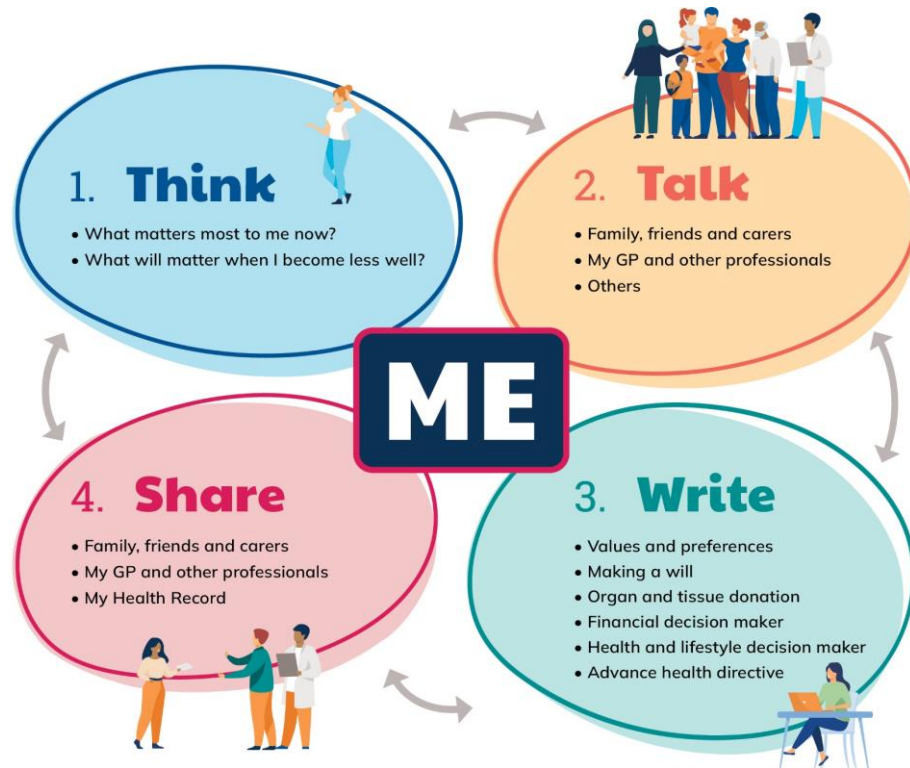 1. Think
• What matters most to me now?
• What will matter when I become less well?
2. Talk
• Family, friends and carers
• My GP and other professionals
• Others
ME
3. Write
• Values and preferences
• Making a will
• Organ and tissue donation
• Financial decision maker
• Health and lifestyle decision maker
• Advance health directive
4. Share
• Family, friends and carers
• My GP and other professionals
• My Health Record